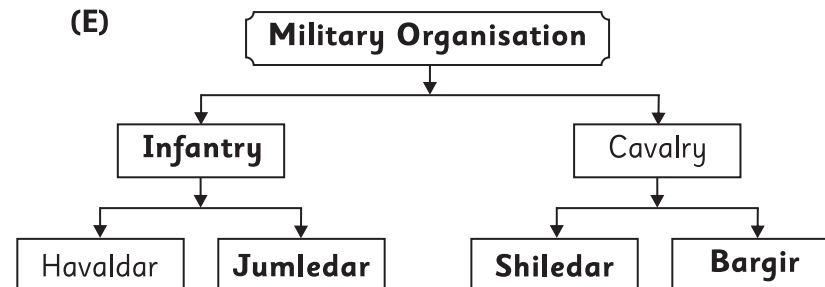 (E)
Military Organisation
Infantry
Cavalry
Havaldar
Jumledar
Shiledar
Bargir